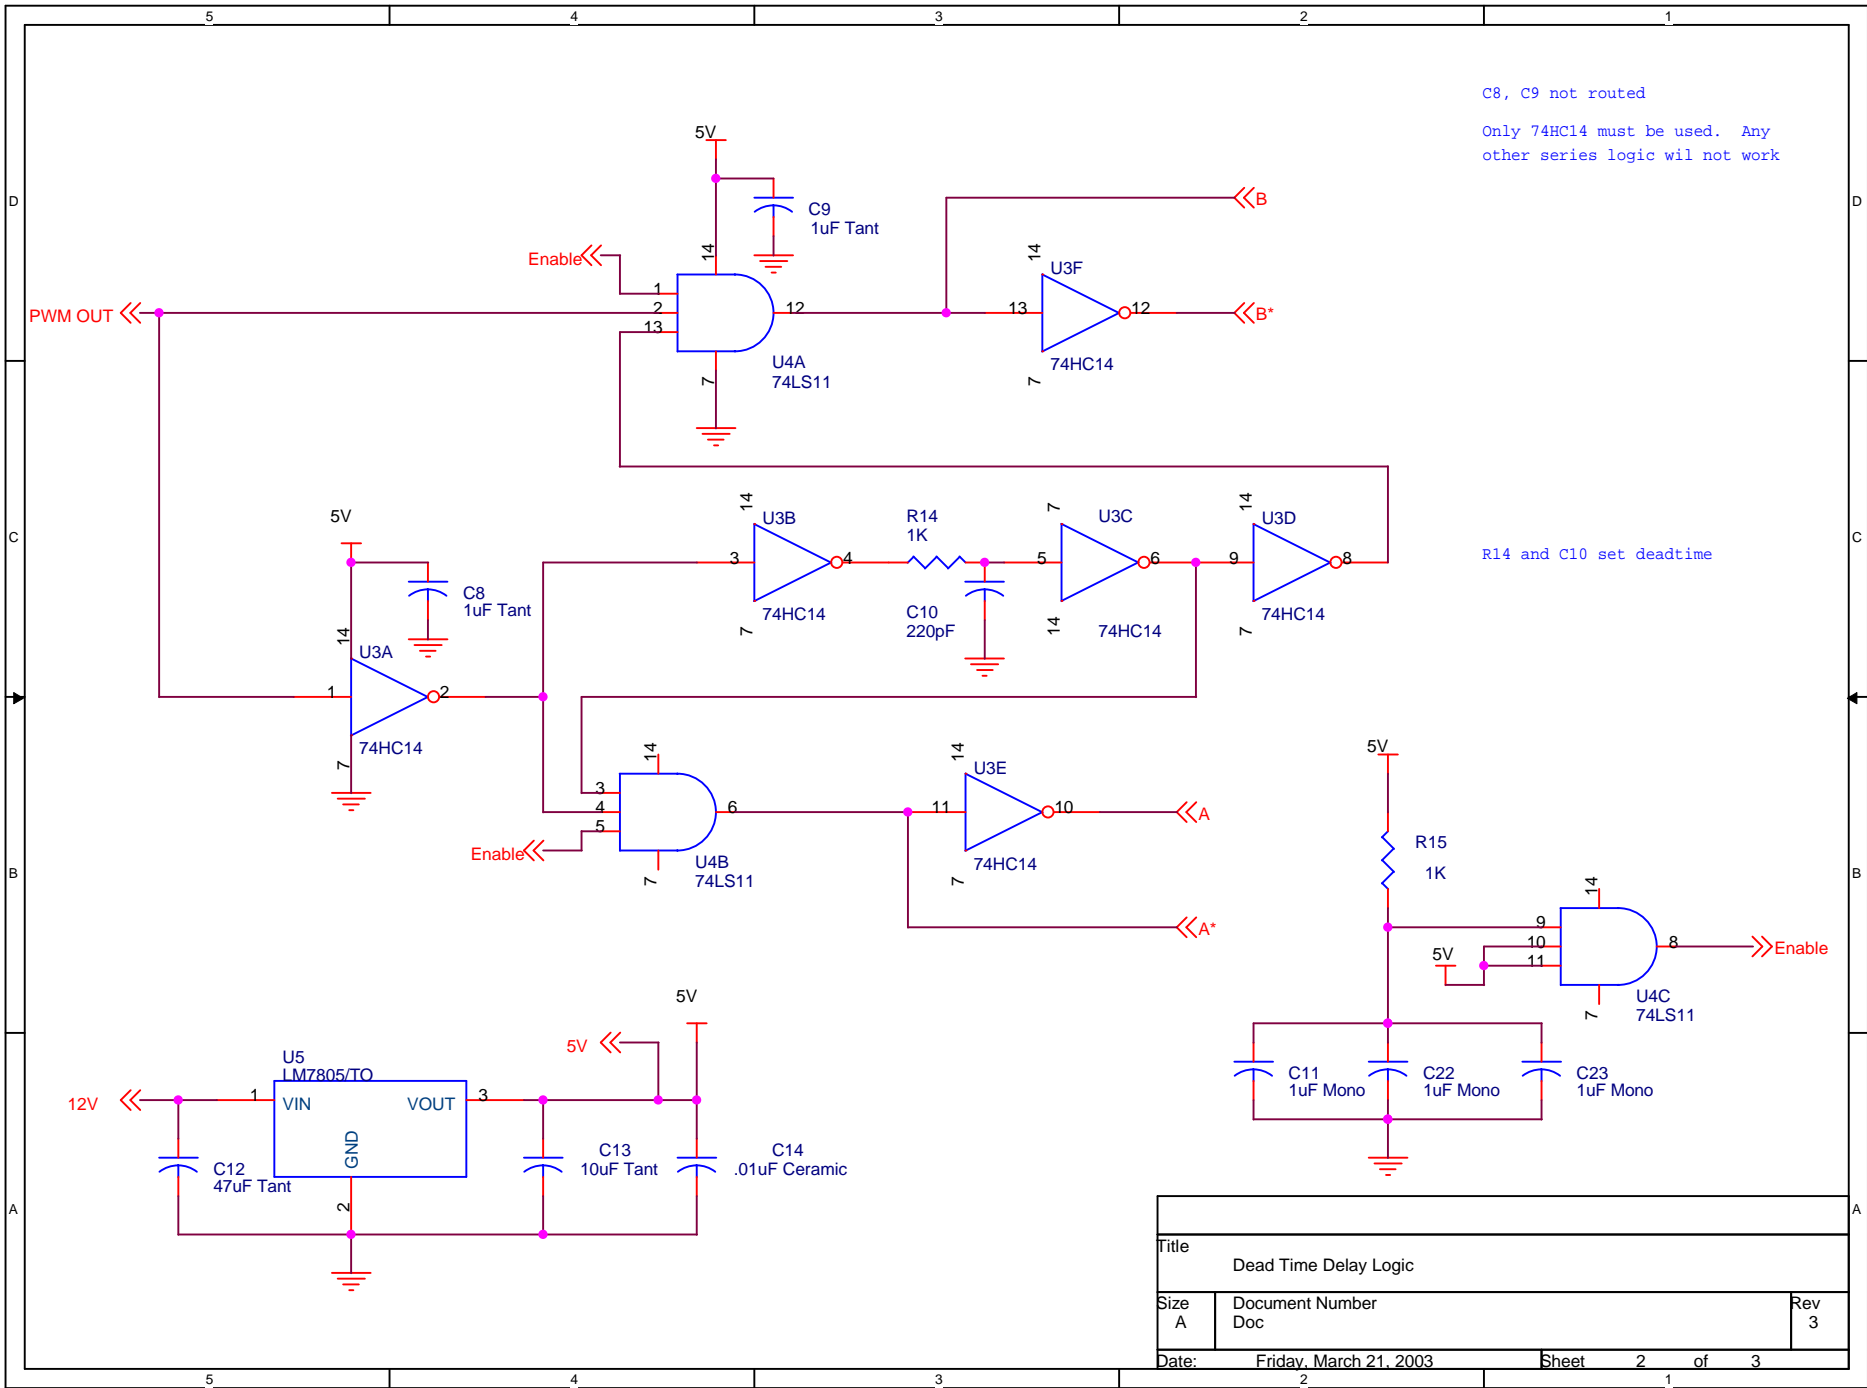 5 4 3 2 1
C8, C9 not routed
Only 74HC14 must be used. Any
other series logic wil not work
D D
5V
C9
1uF Tant
B
Enable
14
14
U3F
1
PWM OUT
2
12
13
12
B*
13
U4A
74LS11
74HC14
7
7
C C
5V
14
U3B
R14
1K
7
U3C
14
U3D
3
4
5
6
9
8
R14 and C10 set deadtime
C8
1uF Tant
74HC14
C10
220pF
74HC14
74HC14
7
14
7
14
U3A
1
2
74HC14
7
14
14
U3E
5V
3
4
6
11
10
A
5
Enable
U4B
74LS11
74HC14
7
7
R15
1K
B B
14
A*
9
10
8
Enable
5V
11
U4C
74LS11
7
5V
5V
U5
LM7805/TO
C11
1uF Mono
C22
1uF Mono
C23
1uF Mono
12V
1
VIN
VOUT
3
GND
C12
47uF Tant
C13
10uF Tant
C14
.01uF Ceramic
2
A A
Title
Dead Time Delay Logic
Size
A
Document Number
Doc
Rev
3
Date: Friday, March 21, 2003 Sheet 2 of 3
5 4 3 2 1